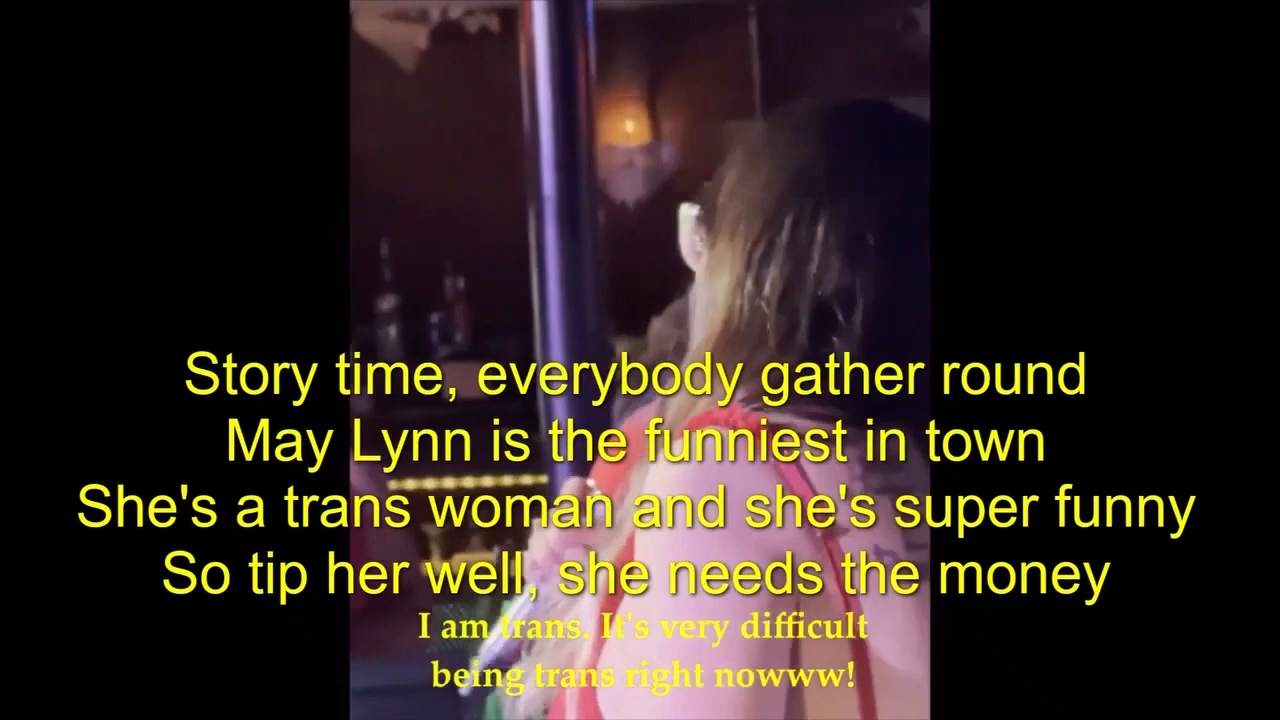 Story time, everybody gather round
May Lynn is the funniest in town
She's a trans woman and she's super funny
So tip her well, she needs the money
I am trans. It's very difficult
being trans right nowww!